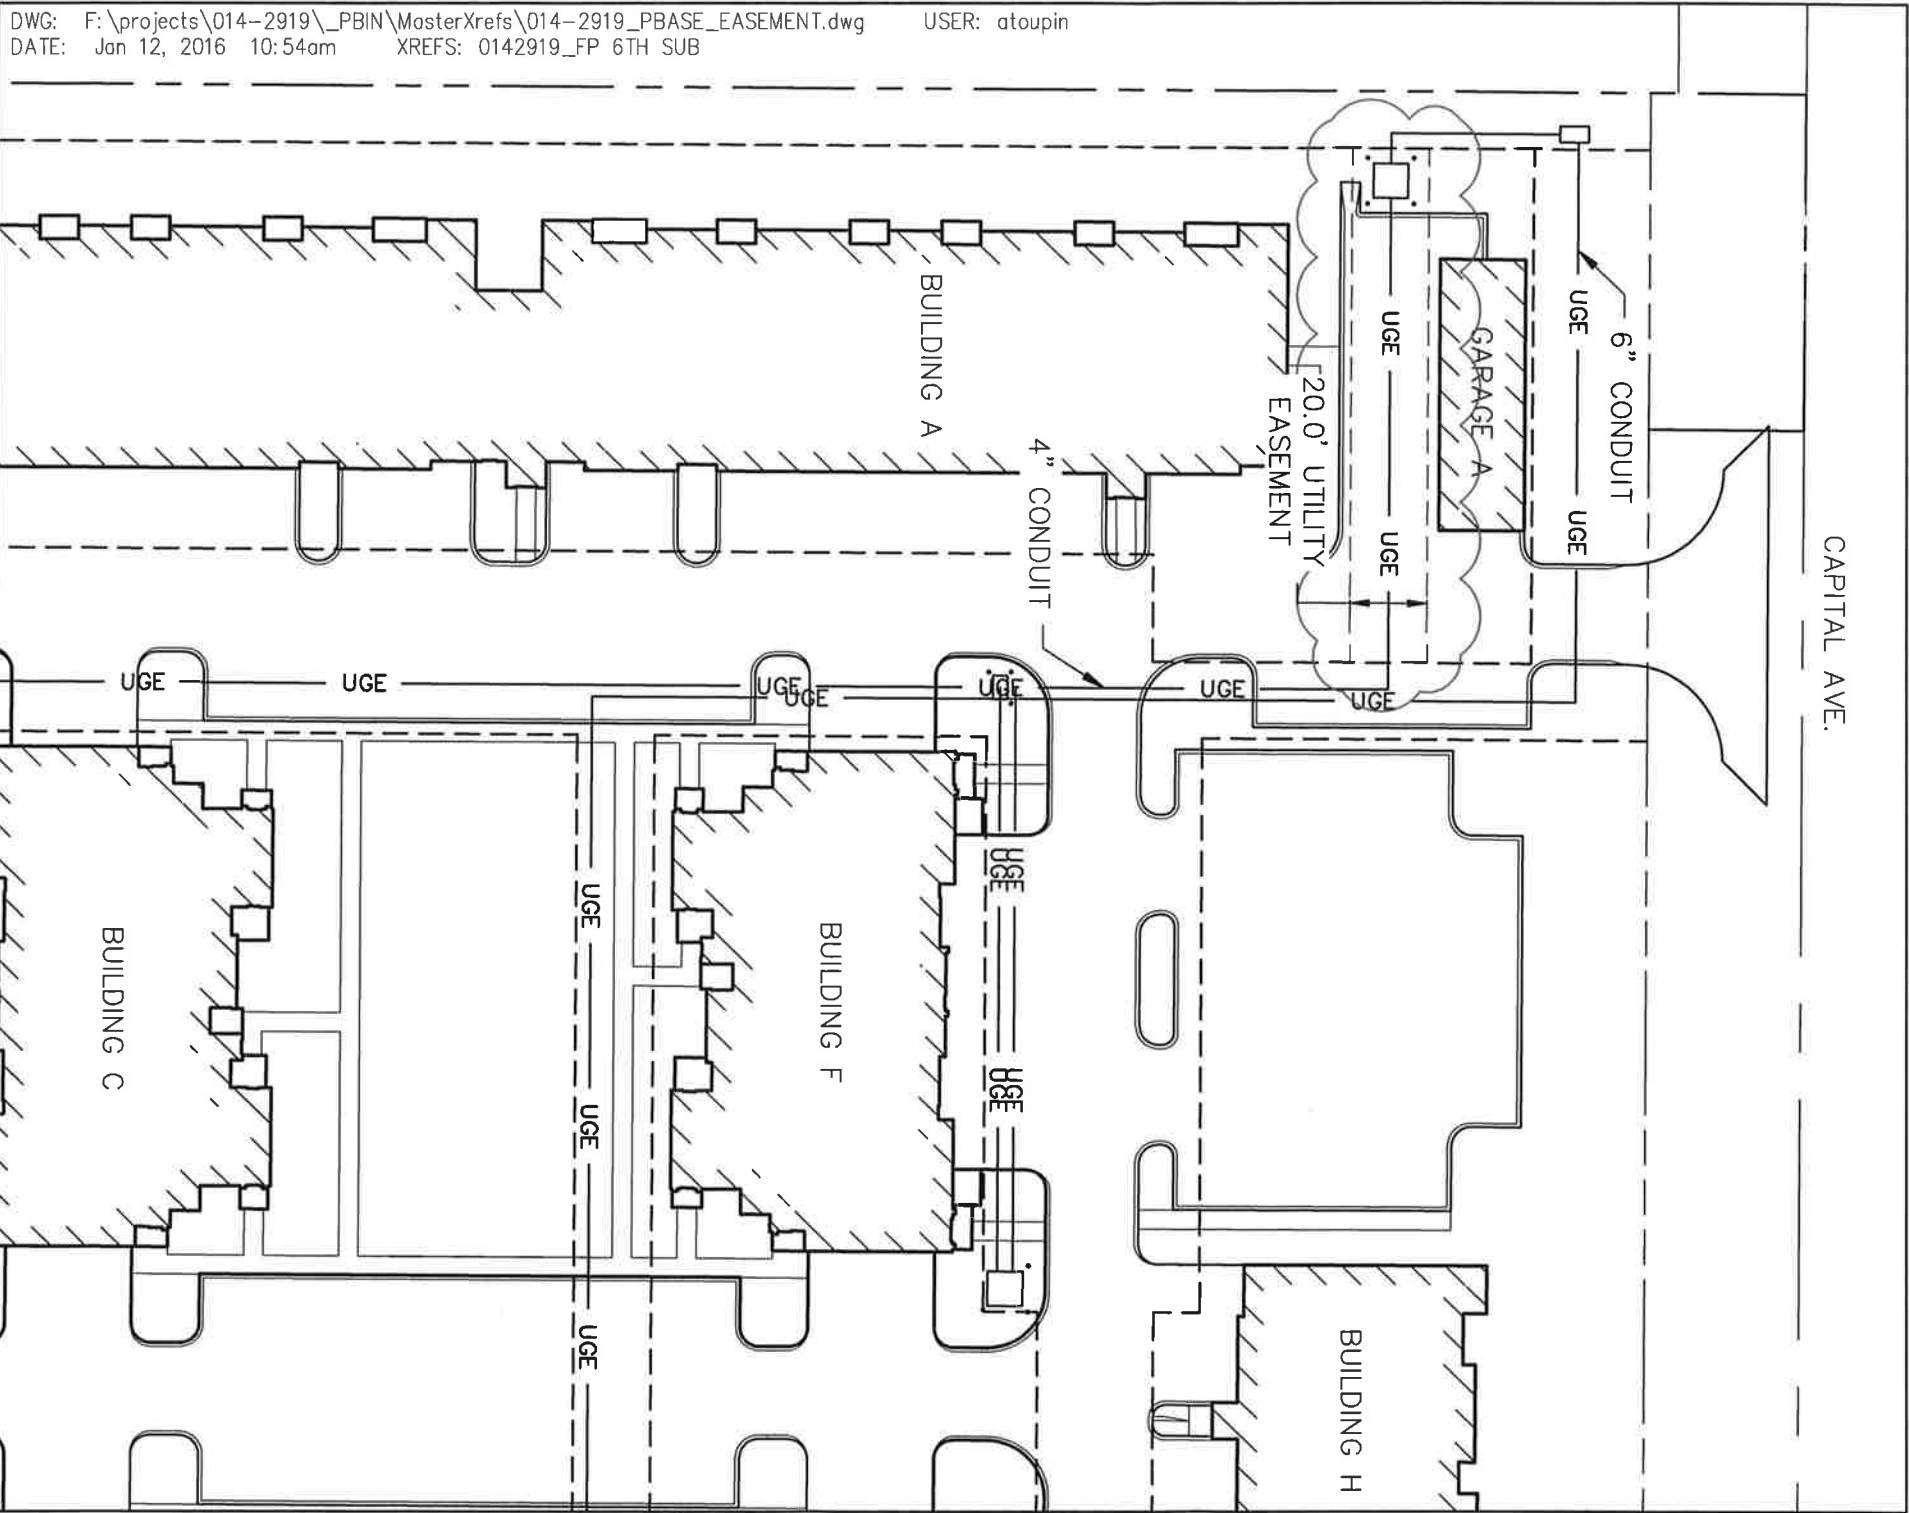 DWG: F:\projects\014-2919\_PBIN\MasterXrefs\014-2919_PBASE_EASEMENT.dwg USER: atoupin
DATE: Jan 12, 2016 10:54am XREFS: 0142919_FP 6TH SUB
CAPITAL AVE.
6" CONDUIT
UGE
UGE
GARAGE A
UGE
UGE
20.0' UTILITY
EASEMENT
BUILDING A
4" CONDUIT
UGE
UGE
UGE
UGE
UGE
UGE
UGE
UGE
UGE
UGE
UGE
UGE
UGE
UGE
BUILDING C
BUILDING F
BUILDING H